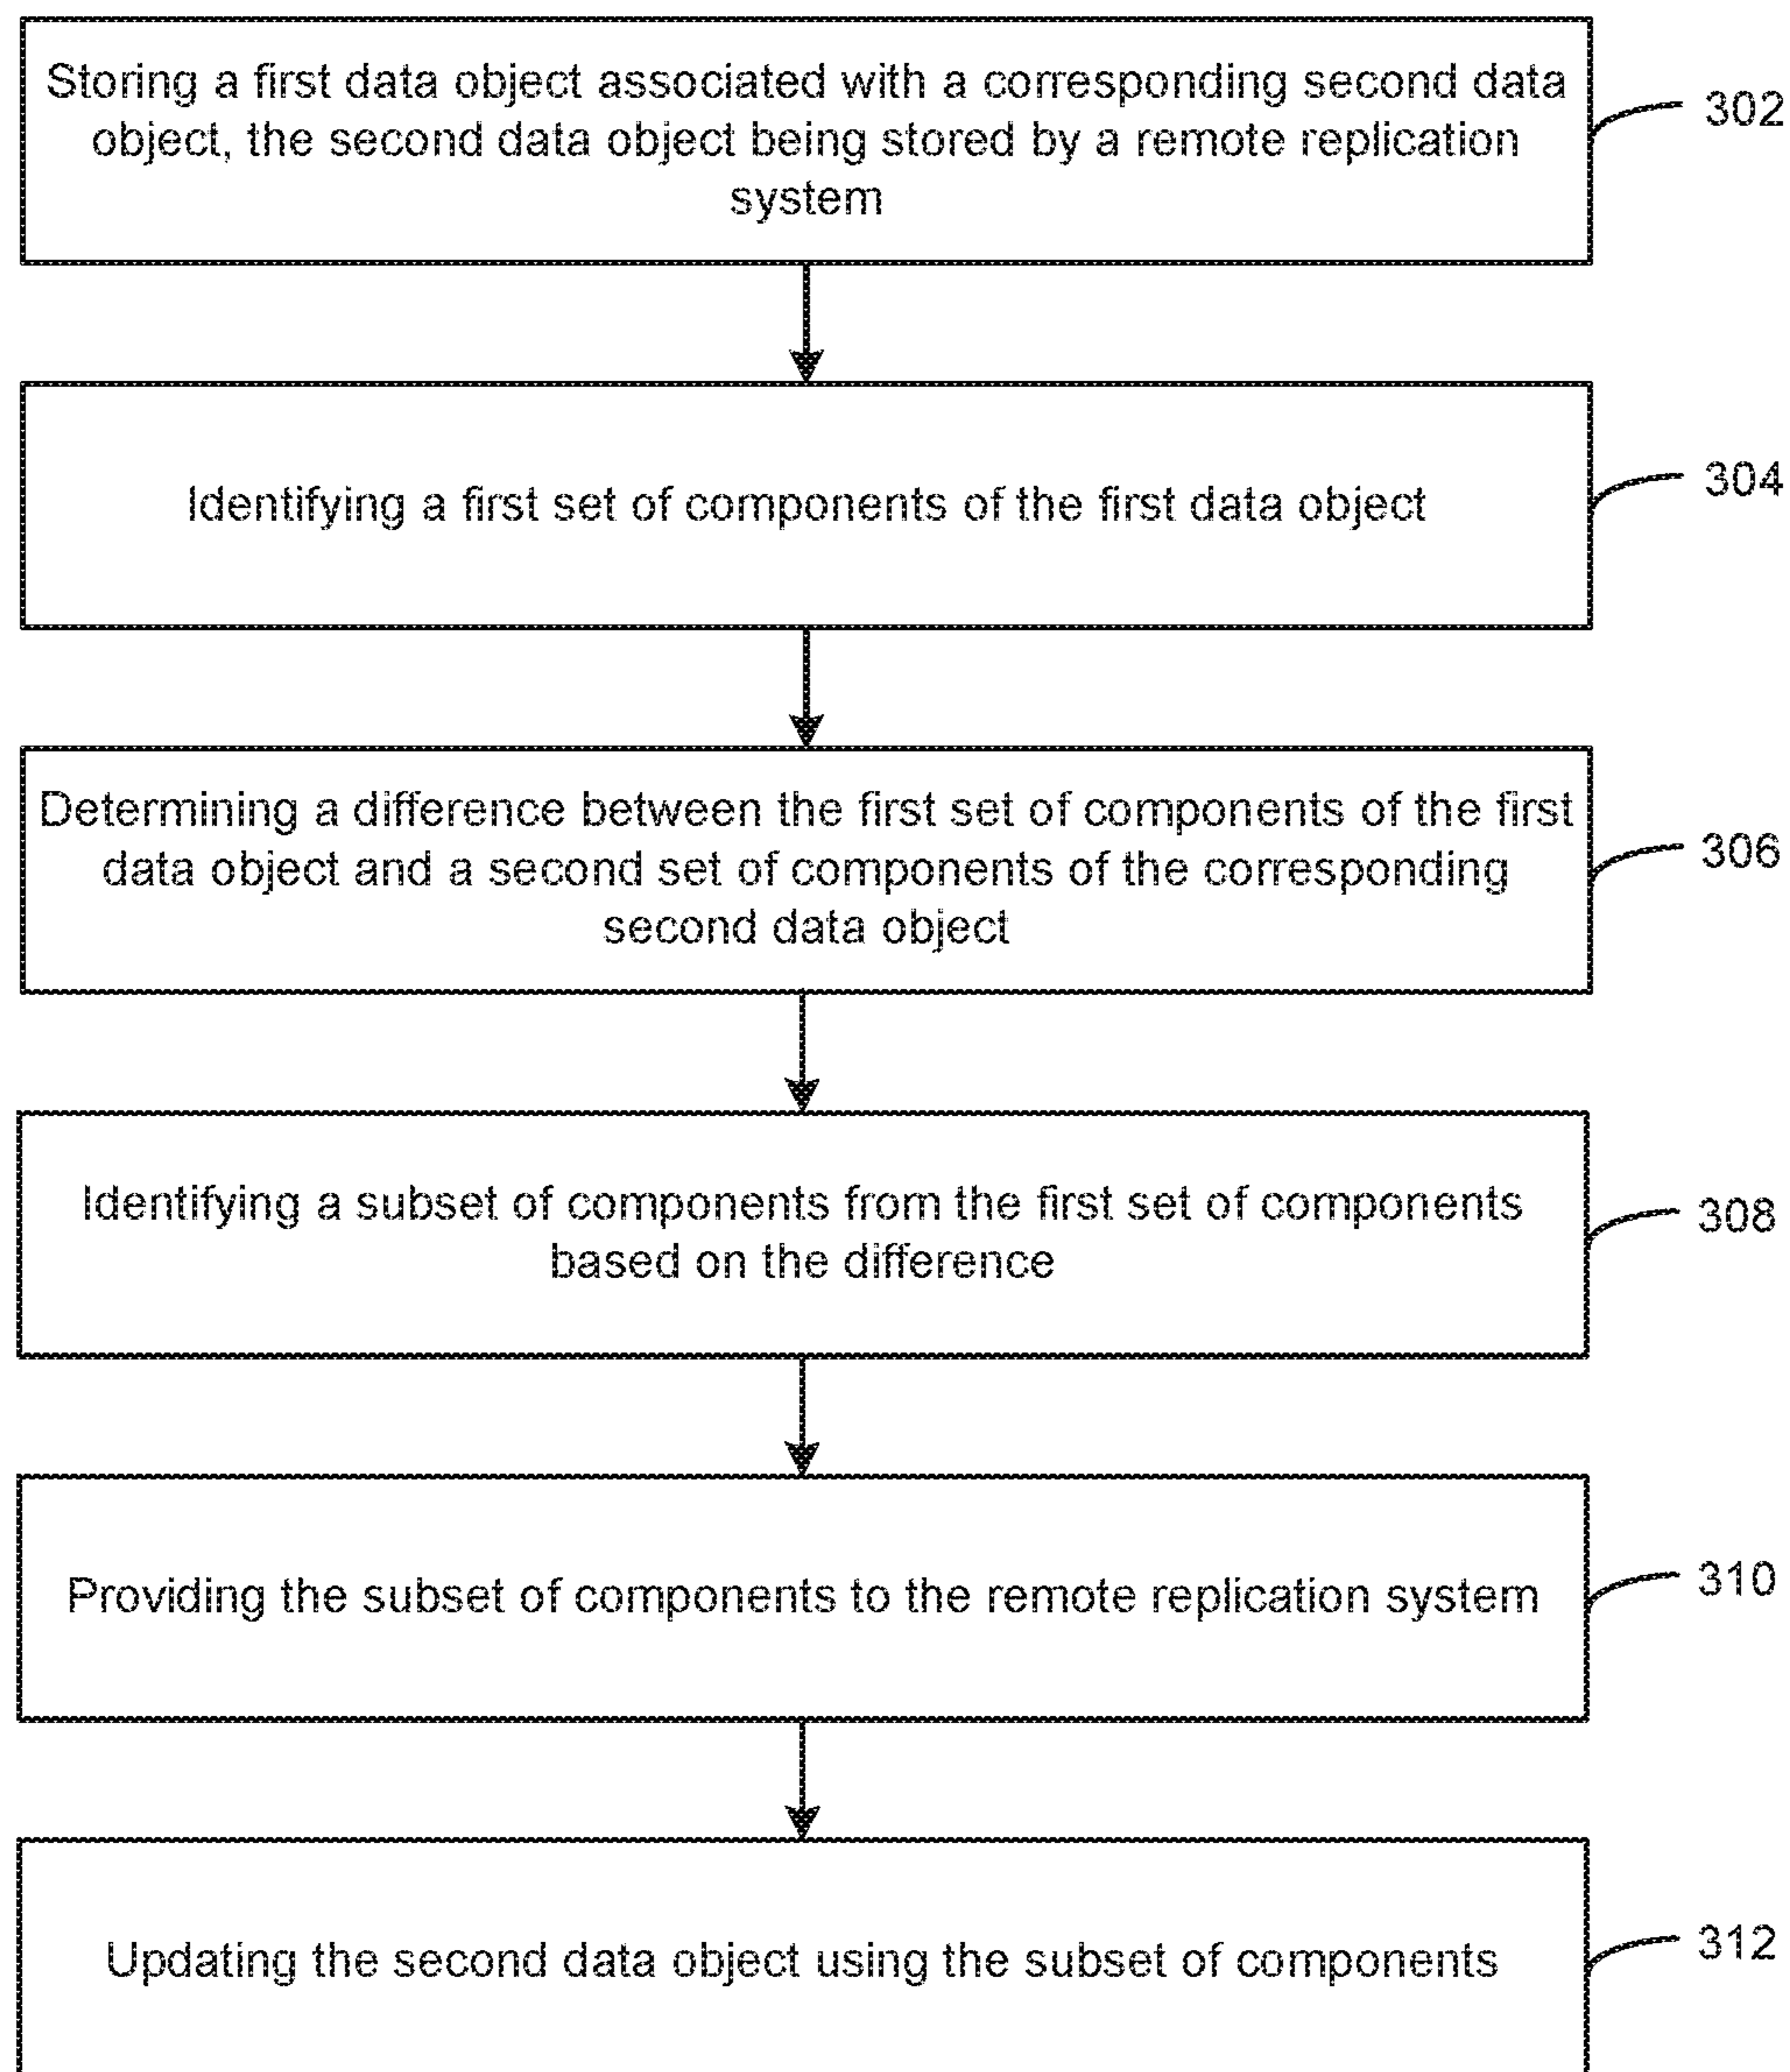 Storing a first data object associated with a corresponding second data
object, the second data object being stored by a remote replication
system
302
Identifying a first set of components of the first data object
304
Determining a difference between the first set of components of the first
data object and a second set of components of the corresponding
second data object
306
Identifying a subset of components from the first set of components
based on the difference
308
Providing the subset of components to the remote replication system
310
Updating the second data object using the subset of components
312